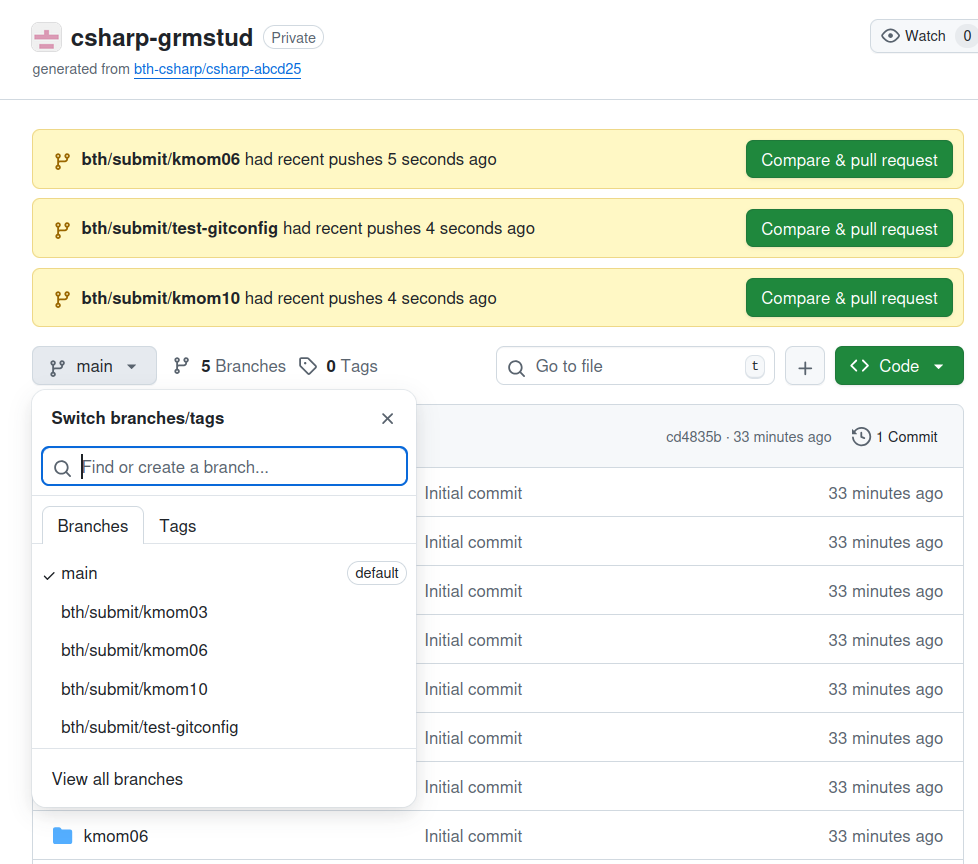 csharp-grmstud Private
Watch 0
generated from bth-csharp/csharp-abcd25
bth/submit/kmom06 had recent pushes 5 seconds ago
Compare & pull request
bth/submit/test-gitconfig had recent pushes 4 seconds ago
Compare & pull request
bth/submit/kmom10 had recent pushes 4 seconds ago
Compare & pull request
main
5 Branches
0 Tags
Go to file
t
Code
Switch branches/tags
Find or create a branch...
Branches
Tags
main default
bth/submit/kmom03
bth/submit/kmom06
bth/submit/kmom10
bth/submit/test-gitconfig
View all branches
cd4835b · 33 minutes ago
1 Commit
Initial commit 33 minutes ago
Initial commit 33 minutes ago
Initial commit 33 minutes ago
Initial commit 33 minutes ago
Initial commit 33 minutes ago
Initial commit 33 minutes ago
Initial commit 33 minutes ago
kmom06 Initial commit 33 minutes ago